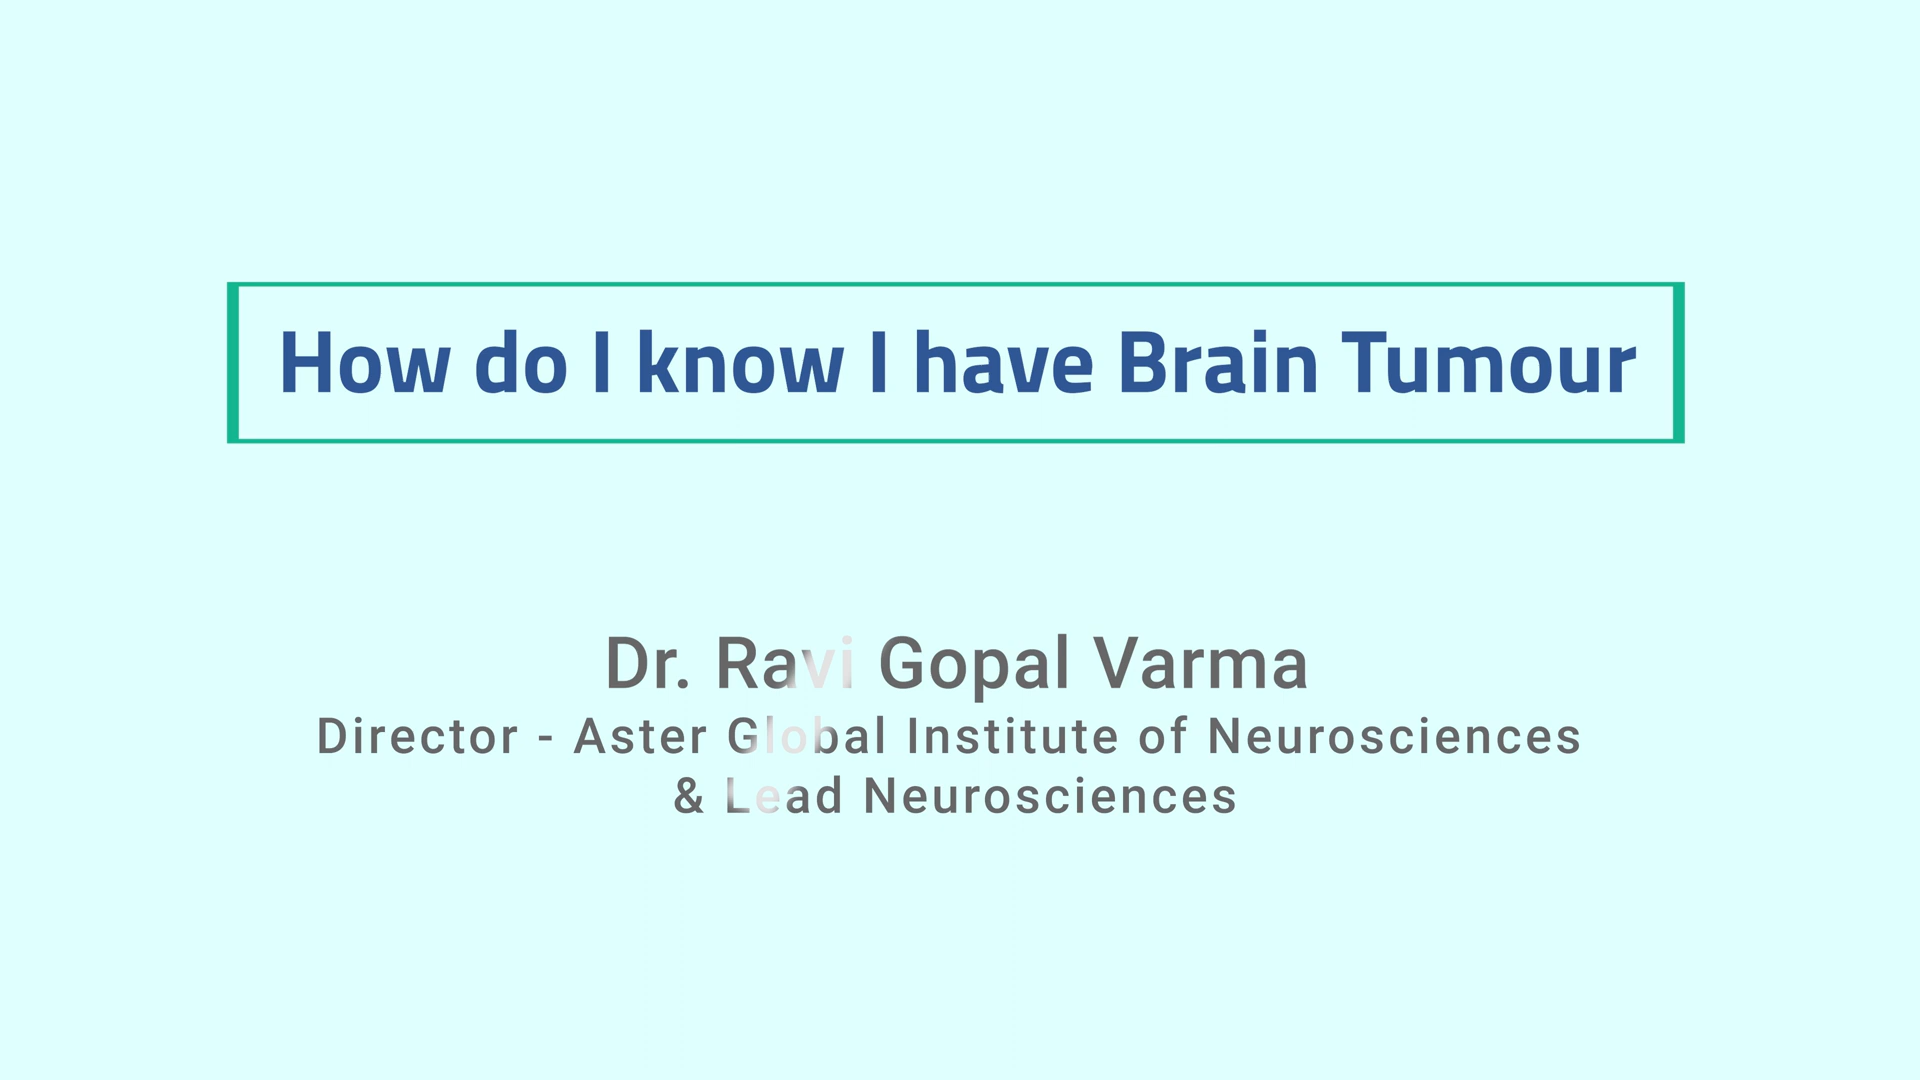 How do I know I have Brain Tumour
Dr. Ravi Gopal Varma
Director - Aster Global Institute of Neurosciences
& Lead Neurosciences